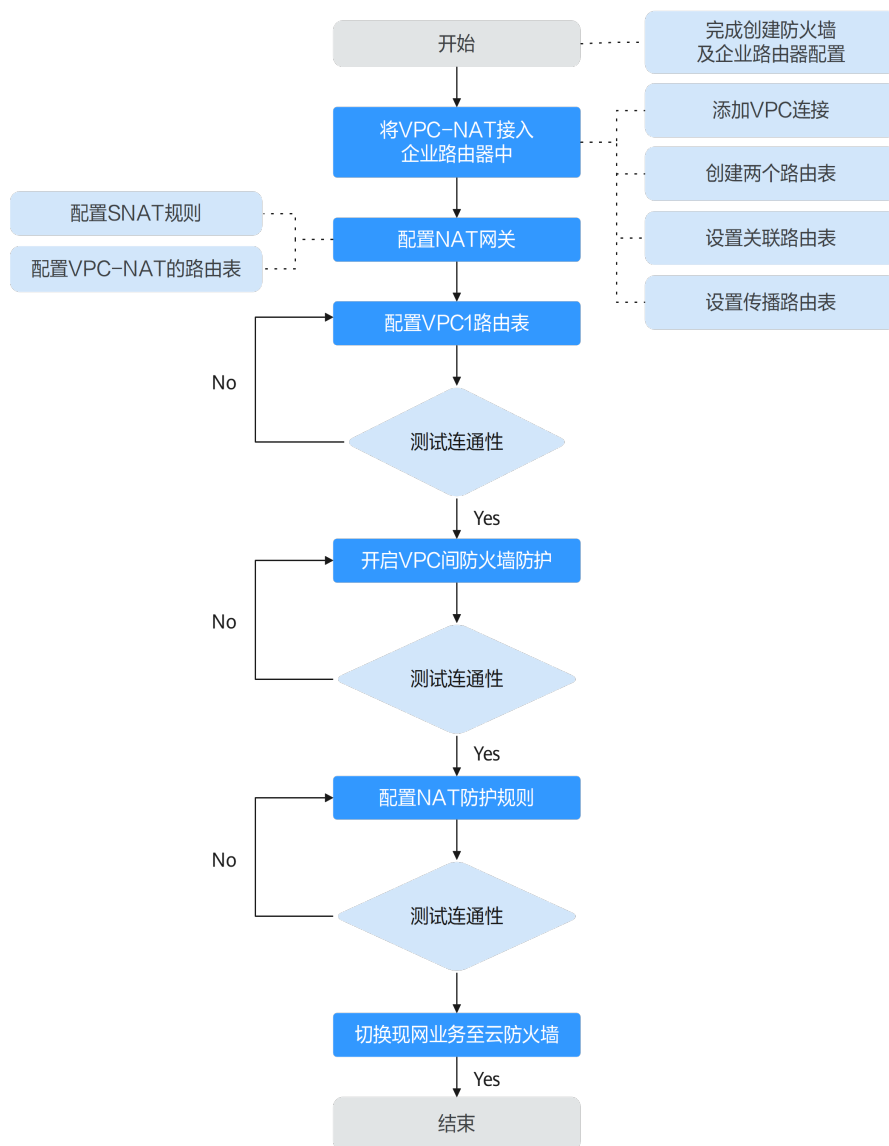 开始
完成创建防火墙
及企业路由器配置
将VPC-NAT接入
企业路由器中
添加VPC连接
创建两个路由表
设置关联路由表
设置传播路由表
配置SNAT规则
配置VPC-NAT的路由表
配置NAT网关
配置VPC1路由表
No
测试连通性
Yes
开启VPC间防火墙防护
No
测试连通性
Yes
配置NAT防护规则
No
测试连通性
切换现网业务至云防火墙
Yes
结束